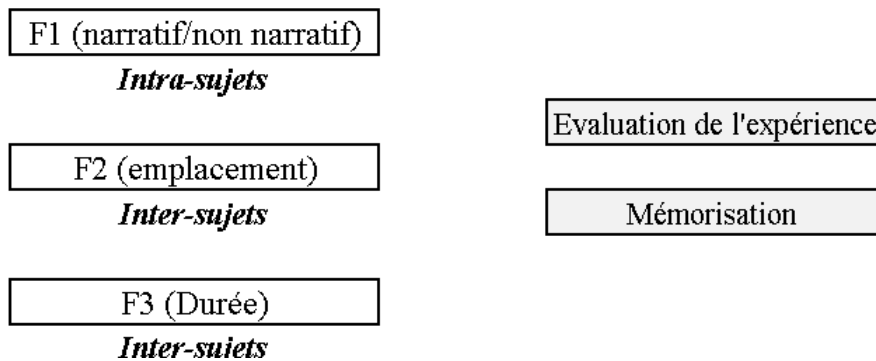 F1 (narratif/non narratif)
Intra-sujets
Evaluation de l'expérience
F2 (emplacement)
Inter-sujets
Mémorisation
F3 (Durée)
Inter-sujets